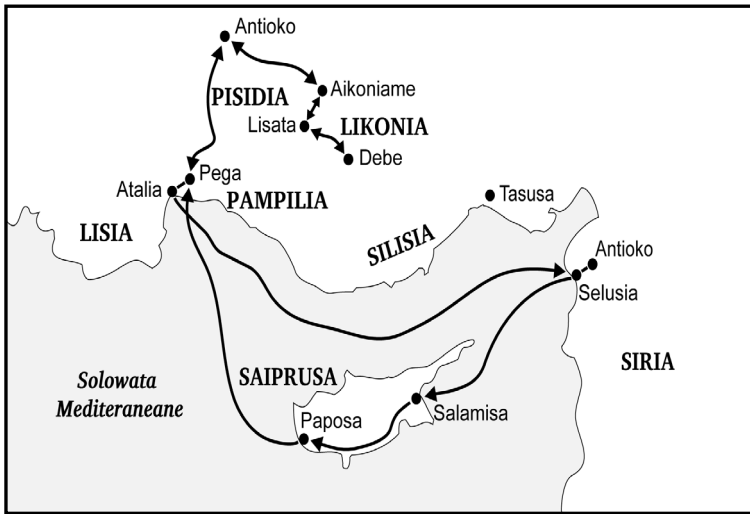 Antioko
Aikoniame
PISIDIA
Lisata
LIKONIA
Debe
Pega
Atalia
PAMPILIA
Tasusa
LISIA
SILISIA
Antioko
Selusia
SIRIA
SAIPRUSA
Solowata
Mediteraneane
Paposa
Salamisa